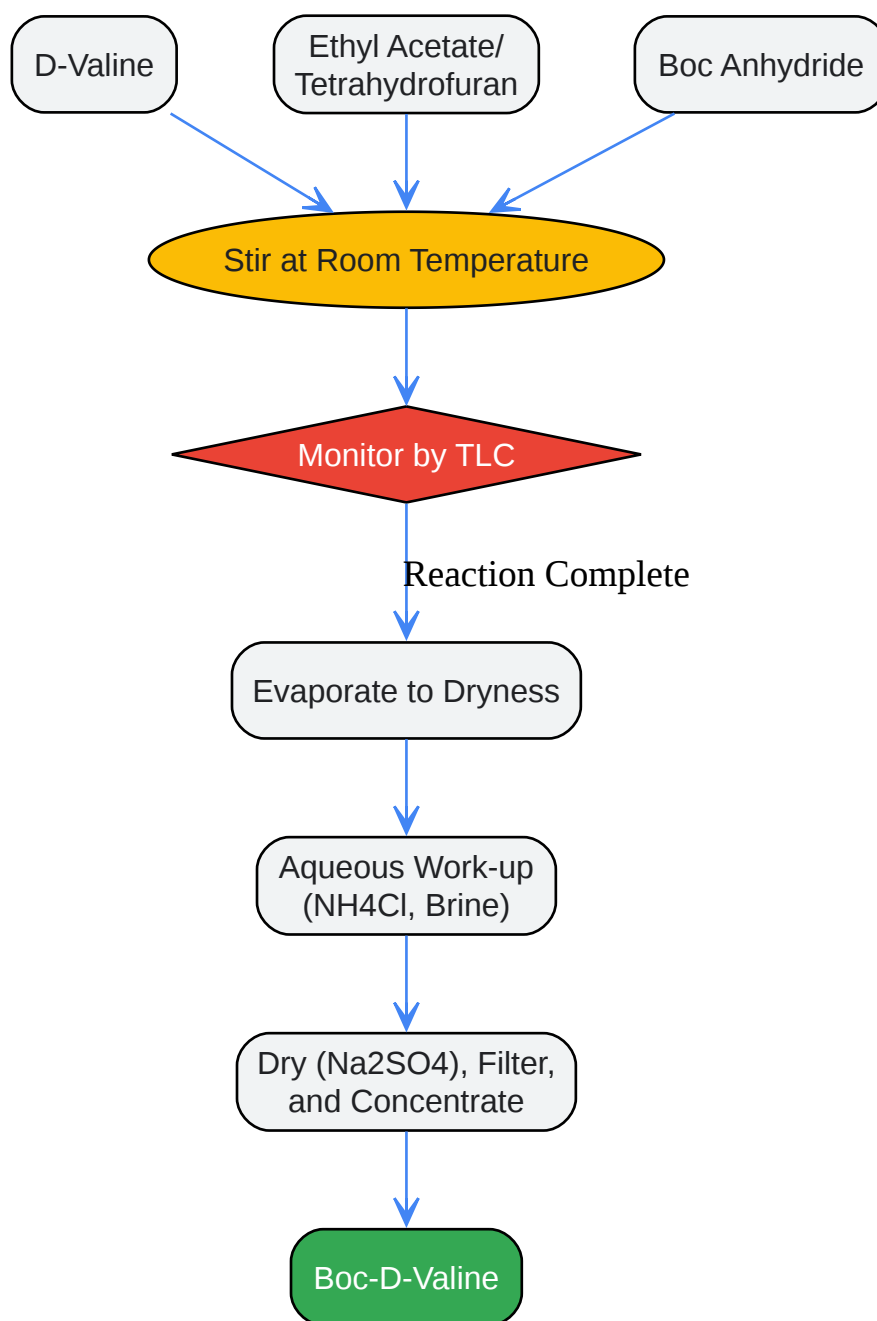 D-Valine
Ethyl Acetate/
Tetrahydrofuran
Boc Anhydride
Stir at Room Temperature
Monitor by TLC
Reaction Complete
Evaporate to Dryness
Aqueous Work-up
(NH4Cl, Brine)
Dry (Na2SO4), Filter,
and Concentrate
Boc-D-Valine